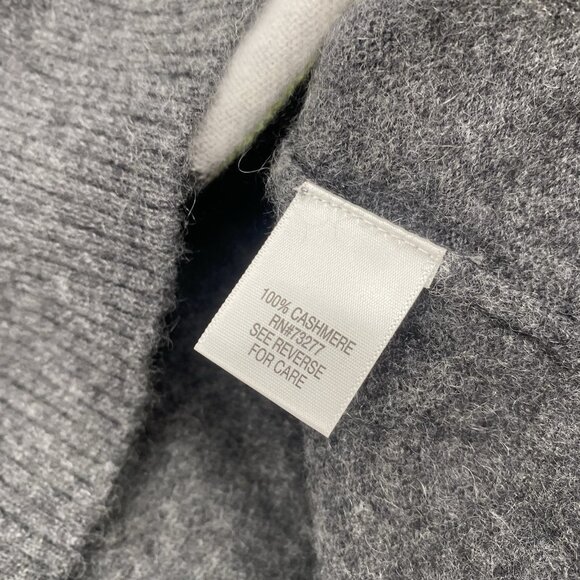 100% CASHMERE
RN#73277
SEE REVERSE
FOR CARE